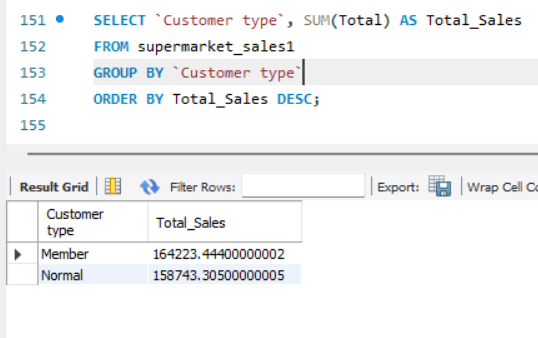 151 SELECT `Customer type`, SUM(Total) AS Total_Sales
152 FROM supermarket_sales1
153 GROUP BY `Customer type`
154 ORDER BY Total_Sales DESC;
155
Result Grid Filter Rows: Export: Wrap Cell Co
Customer type Total_Sales
Member 164223.44400000002
Normal 158743.30500000005